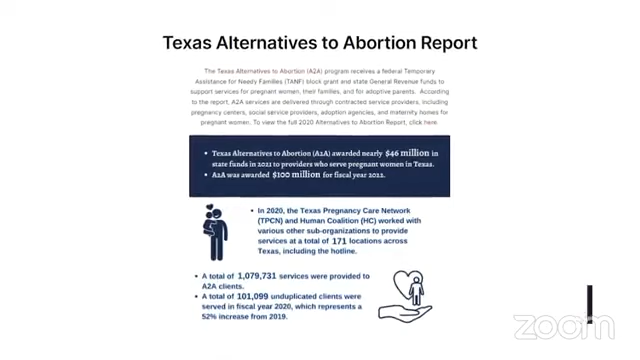 Texas Alternatives to Abortion Report
The Texas Alternatives to Abortion (A2A) program receives a federal Temporary
Assistance for Needy Families (TANF) block grant and state General Revenue funds to
support services for pregnant women, their families, and for adoptive parents. According
to the report, A2A services are delivered through contracted service providers, including
pregnancy centers, social service providers, adoption agencies, and maternity homes for
pregnant women. To view the full 2020 Alternatives to Abortion Report, click here.
• Texas Alternatives to Abortion (A2A) awarded nearly $46 million in
state funds in 2021 to providers who serve pregnant women in Texas.
• A2A was awarded $100 million for fiscal year 2022.
• In 2020, the Texas Pregnancy Care Network
(TPCN) and Human Coalition (HC) worked with
various other sub-organizations to provide
services at a total of 171 locations across
Texas, including the hotline.
• A total of 1,079,731 services were provided to
A2A clients.
• A total of 101,099 unduplicated clients were
served in fiscal year 2020, which represents a
52% increase from 2019.
zoom